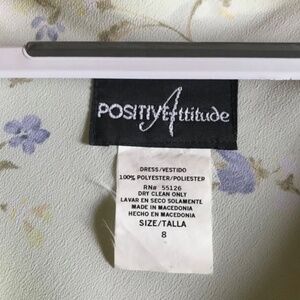 POSITIVE Attitude
DRESS/VESTIDO
100% POLYESTER/POLIESTER
RN# 55126
DRY CLEAN ONLY
LAVAR EN SECO SOLAMENTE
MADE IN MACEDONIA
HECHO EN MACEDONIA
SIZE/TALLA
8